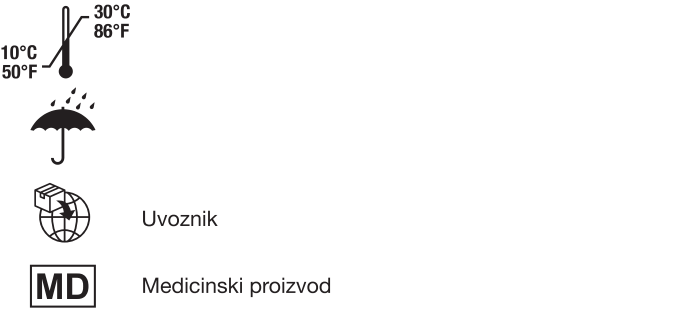 30°C
86°F
10°C
50°F
Uvoznik
MD Medicinski proizvod